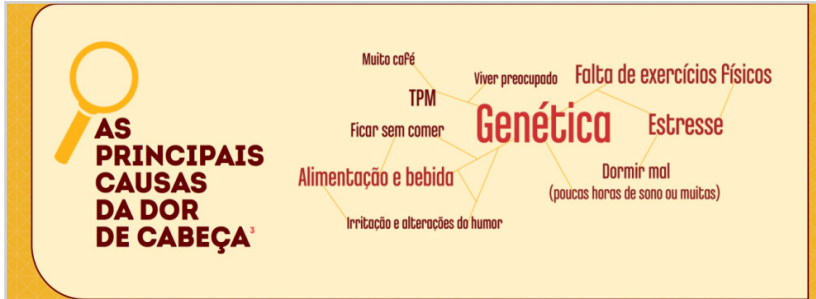 AS
PRINCIPAIS
CAUSAS
DA DOR
DE CABEÇA³
Muito café
Viver preocupado
Falta de exercícios físicos
TPM
Genética
Estresse
Ficar sem comer
Alimentação e bebida
Dormir mal
(poucas horas de sono ou muitas)
Irritação e alterações do humor